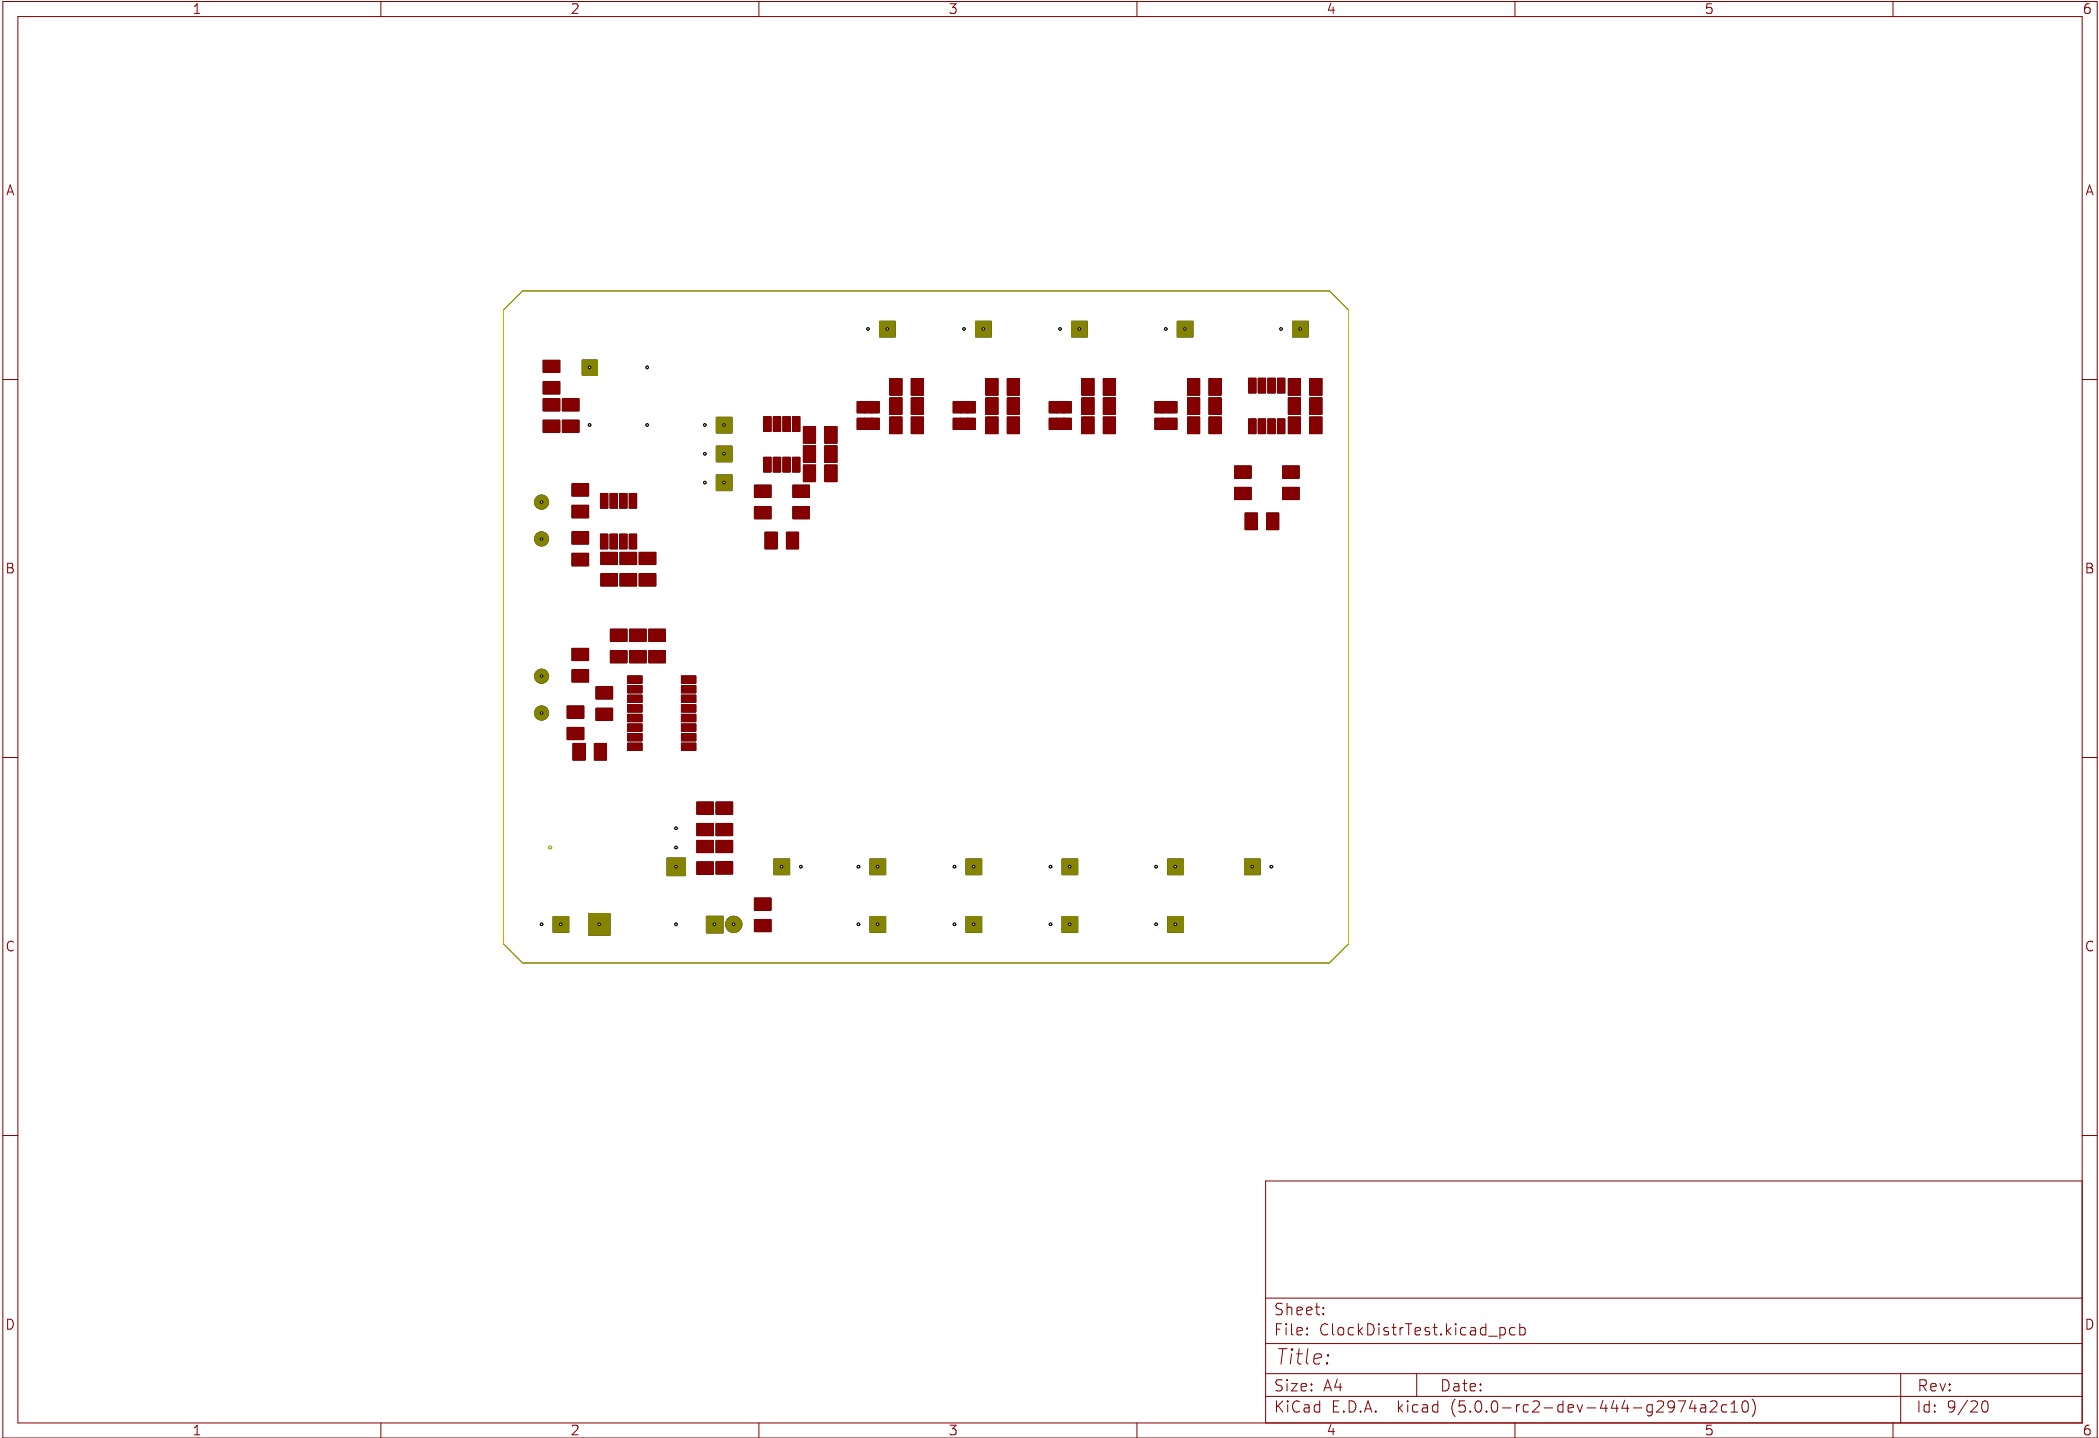 1 2 3 4 5 6
A A
B B
C C
D D
Sheet:
File: ClockDistrTest.kicad_pcb
Title:
Size: A4 Date: Rev:
KiCad E.D.A. kicad (5.0.0-rc2-dev-444-g2974a2c10) Id: 9/20
1 2 3 4 5 6